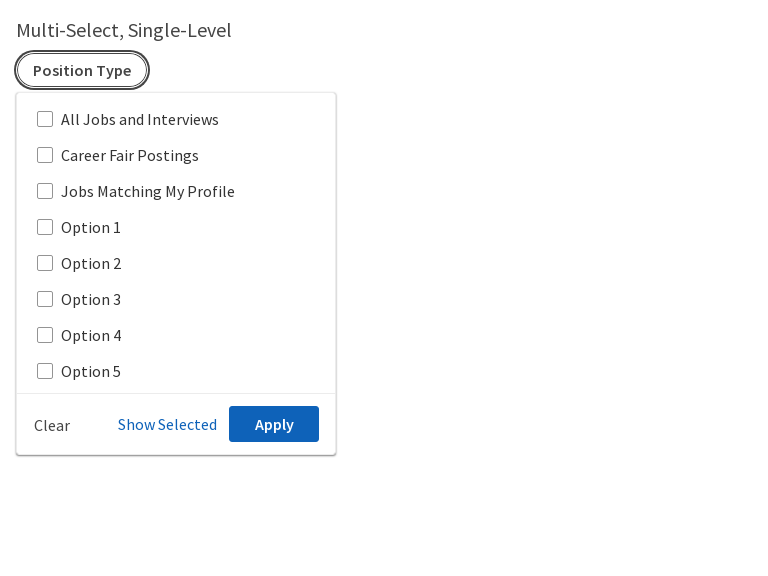 Multi-Select, Single-Level
Position Type
All Jobs and Interviews
Career Fair Postings
Jobs Matching My Profile
Option 1
Option 2
Option 3
Option 4
Option 5
Clear Show Selected Apply